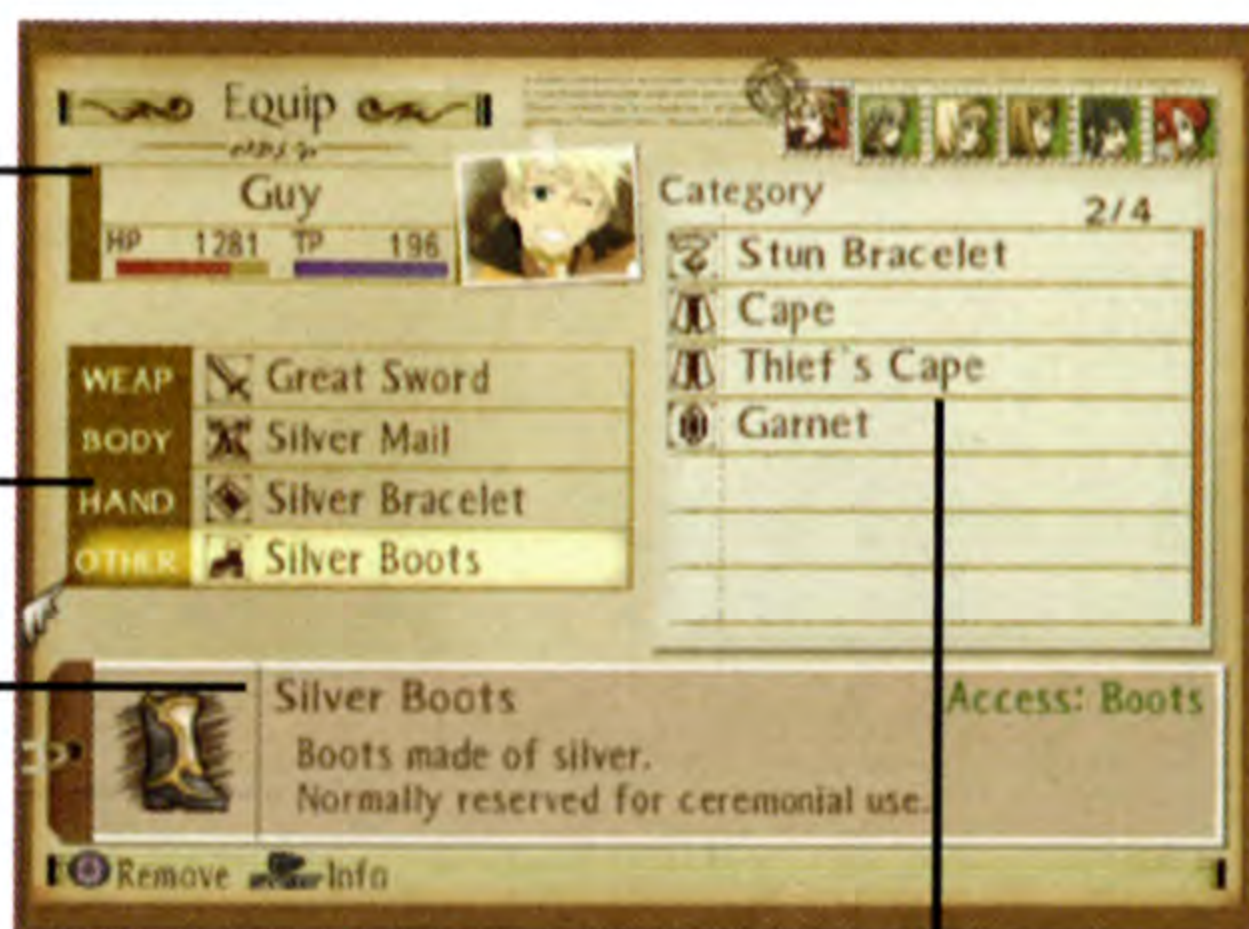 Equip
Guy
HP 1281 TP 196
Category
2/4
Stun Bracelet
Cape
Thief's Cape
Garnet
WEAP Great Sword
BODY Silver Mail
HAND Silver Bracelet
OTHER Silver Boots
Silver Boots
Access: Boots
Boots made of silver.
Normally reserved for ceremonial use.
Remove Info